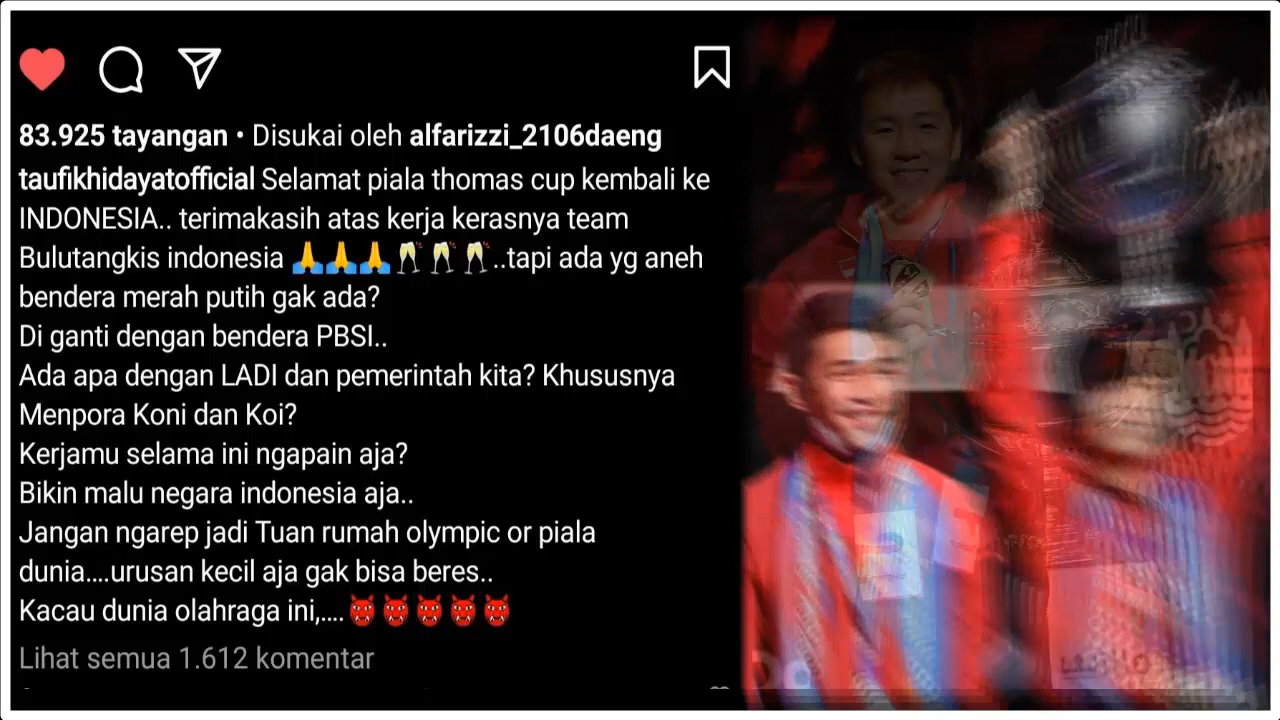 83.925 tayangan • Disukai oleh alfarizzi_2106daeng
taufikhidayatofficial Selamat piala thomas cup kembali ke
INDONESIA.. terimakasih atas kerja kerasnya team
Bulutangkis indonesia 🙏🙏🙏🥂🥂🥂..tapi ada yg aneh
bendera merah putih gak ada?
Di ganti dengan bendera PBSI..
Ada apa dengan LADI dan pemerintah kita? Khususnya
Menpora Koni dan Koi?
Kerjamu selama ini ngapain aja?
Bikin malu negara indonesia aja..
Jangan ngarep jadi Tuan rumah olympic or piala
dunia....urusan kecil aja gak bisa beres..
Kacau dunia olahraga ini,....👹👹👹👹👹
Lihat semua 1.612 komentar